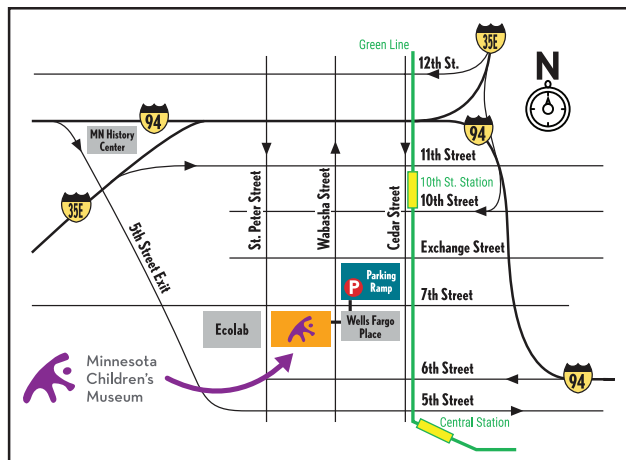 Green Line
35E
12th St.
N
94
MN History
Center
94
11th Street
10th St. Station
10th Street
35E
5th Street Exit
St. Peter Street
Wabasha Street
Cedar Street
Exchange Street
P
Parking
Ramp
7th Street
Ecolab
Wells Fargo
Place
Minnesota
Children's
Museum
6th Street
94
5th Street
Central Station